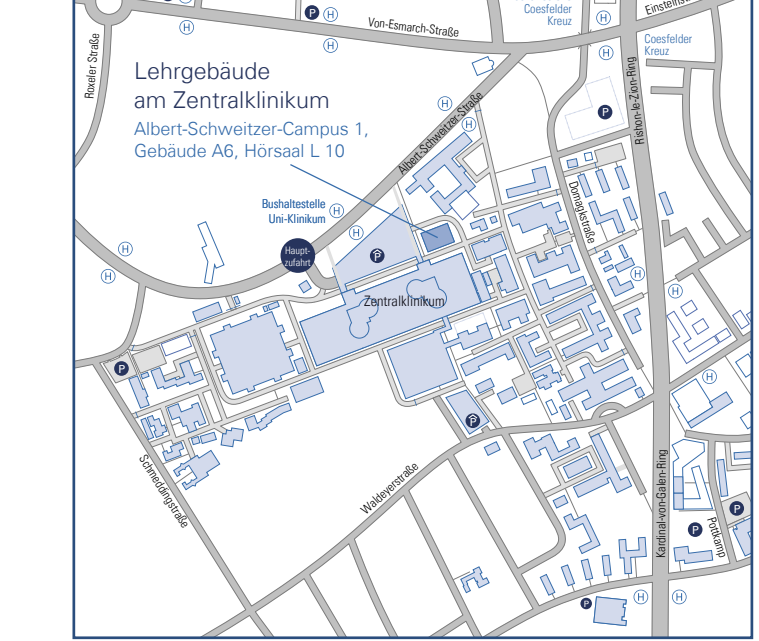 P
H
H
H
Von-Esmarch-Straße
Coesfelder
Kreuz
H
H
Coesfelder
Kreuz
Roxeler Straße
Lehrgebäude
am Zentralklinikum
Albert-Schweitzer-Campus 1,
Gebäude A6, Hörsaal L 10
H
H
Albert-Schweitzer-Straße
P
Rishon-le-Zion-Ring
Domagkstraße
Bushaltestelle
Uni-Klinikum
H
H
H
H
Haupt-
zufahrt
P
Zentralklinikum
H
H
P
H
P
Schmeddingstraße
Waldeyerstraße
Kardinal-von-Galen-Ring
Pottkamp
P
P
P
H
H